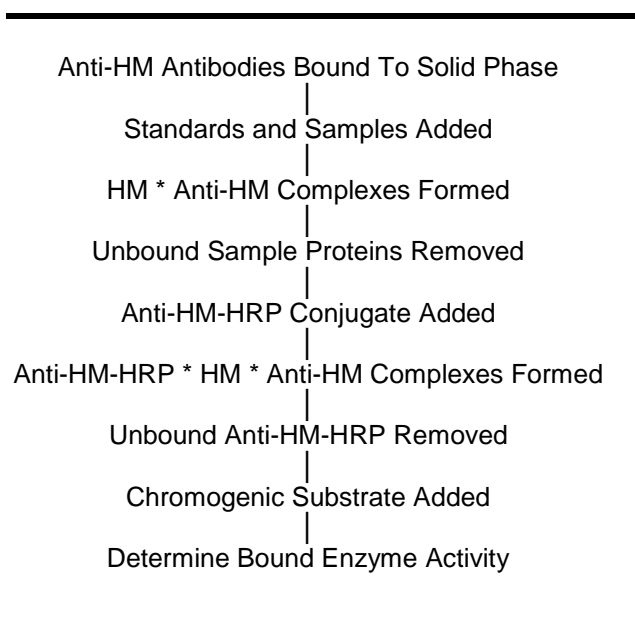 Anti-HM Antibodies Bound To Solid Phase
Standards and Samples Added
HM * Anti-HM Complexes Formed
Unbound Sample Proteins Removed
Anti-HM-HRP Conjugate Added
Anti-HM-HRP * HM * Anti-HM Complexes Formed
Unbound Anti-HM-HRP Removed
Chromogenic Substrate Added
Determine Bound Enzyme Activity